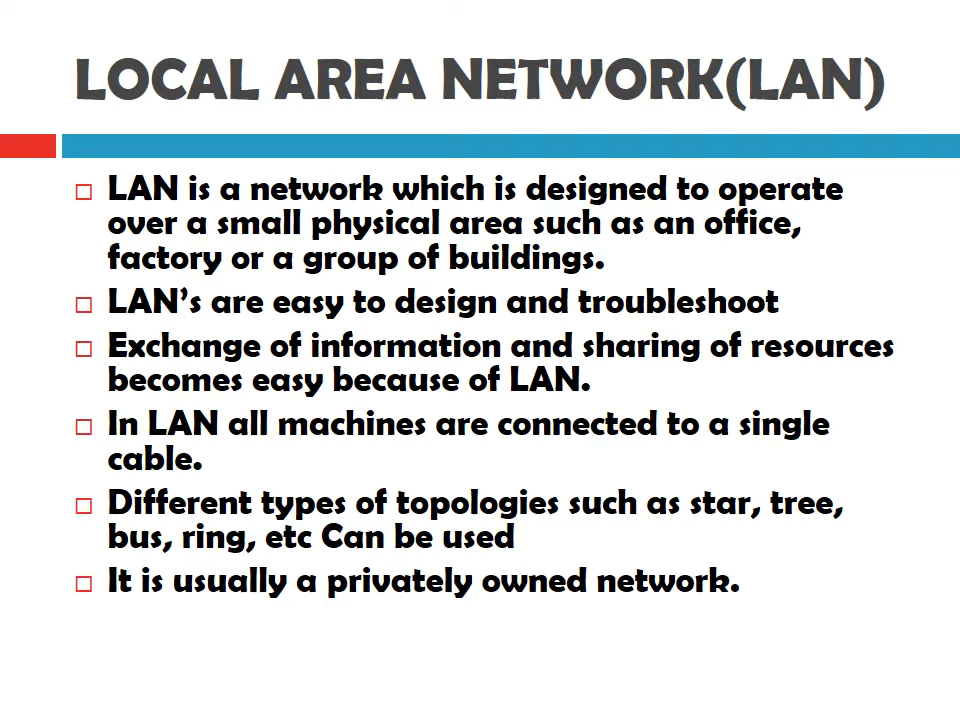 LOCAL AREA NETWORK(LAN)
LAN is a network which is designed to operate
over a small physical area such as an office,
factory or a group of buildings.
LAN’s are easy to design and troubleshoot
Exchange of information and sharing of resources
becomes easy because of LAN.
In LAN all machines are connected to a single
cable.
Different types of topologies such as star, tree,
bus, ring, etc Can be used
It is usually a privately owned network.